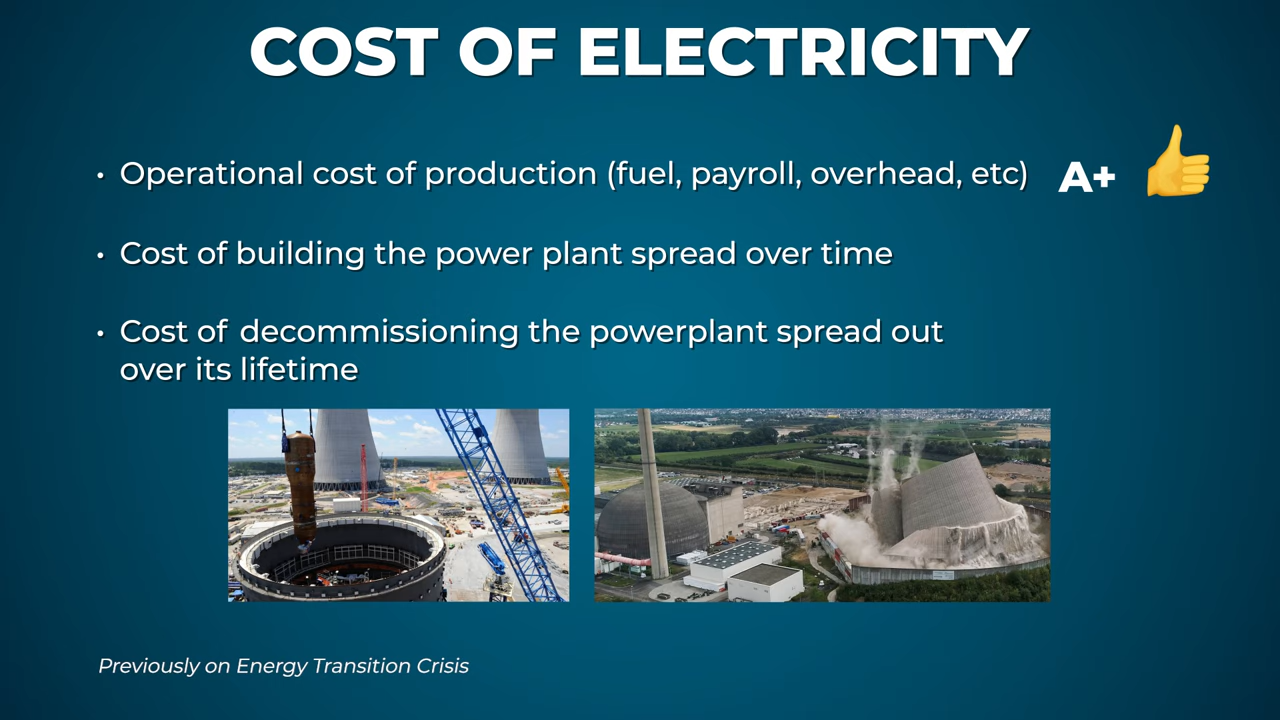 COST OF ELECTRICITY
• Operational cost of production (fuel, payroll, overhead, etc) A+
• Cost of building the power plant spread over time
• Cost of decommissioning the powerplant spread out
over its lifetime
Previously on Energy Transition Crisis